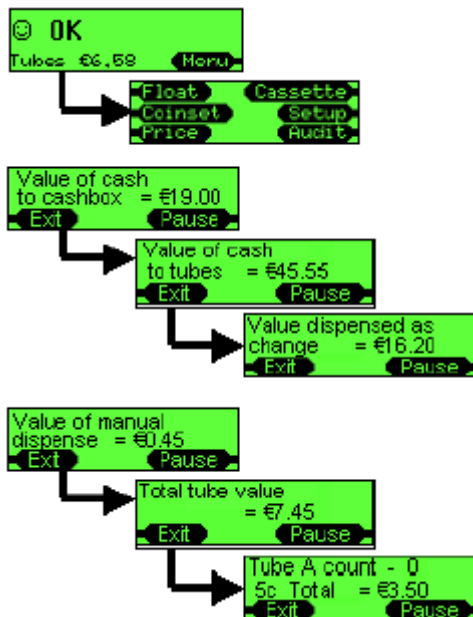 ☺ OK
Tubes €6.58 Menu
Float Cassette
Coinset Setup
Price Audit
Value of cash
to cashbox = €19.00
Exit Pause
Value of cash
to tubes = €45.55
Exit Pause
Value dispensed as
change = €16.20
Exit Pause
Value of manual
dispense = €0.45
Exit Pause
Total tube value
= €7.45
Exit Pause
Tube A count - 0
5c Total = €3.50
Exit Pause